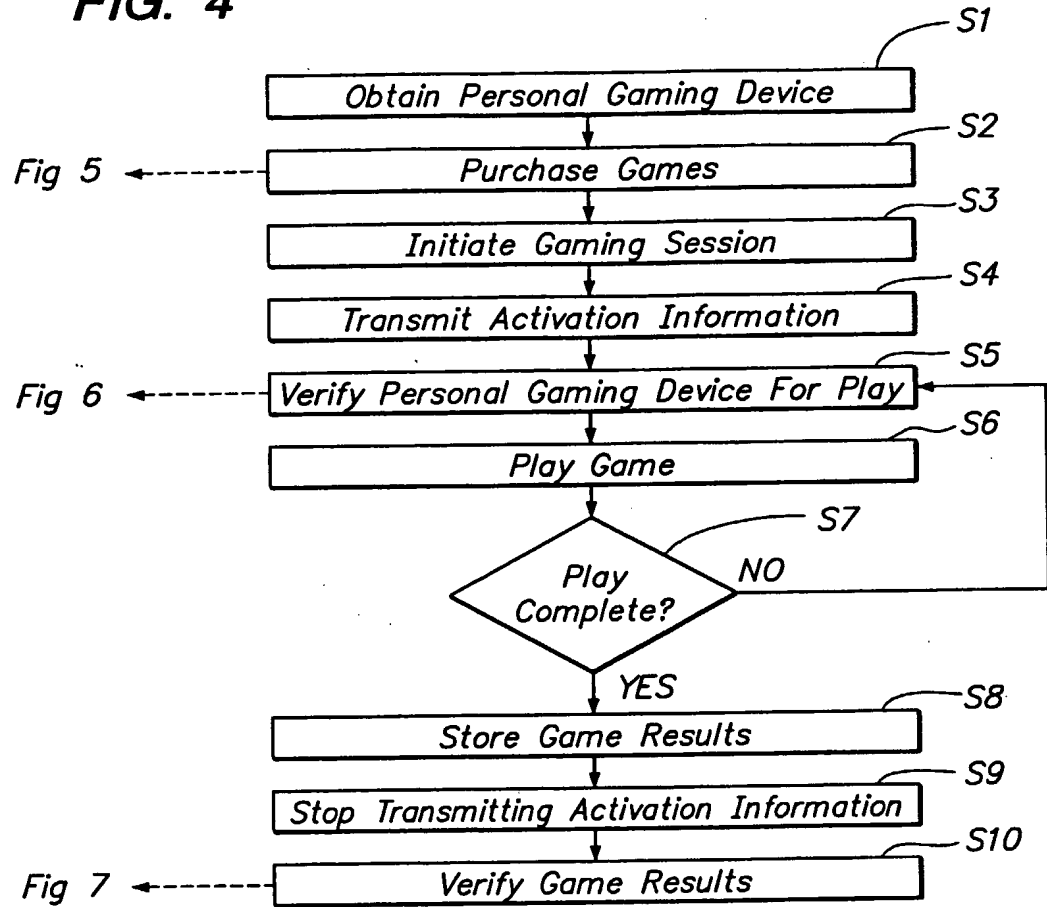 FIG. 4
S1
Obtain Personal Gaming Device
S2
Fig 5
Purchase Games
S3
Initiate Gaming Session
S4
Transmit Activation Information
S5
Fig 6
Verify Personal Gaming Device For Play
S6
Play Game
S7
Play
Complete?
NO
YES
S8
Store Game Results
S9
Stop Transmitting Activation Information
S10
Fig 7
Verify Game Results